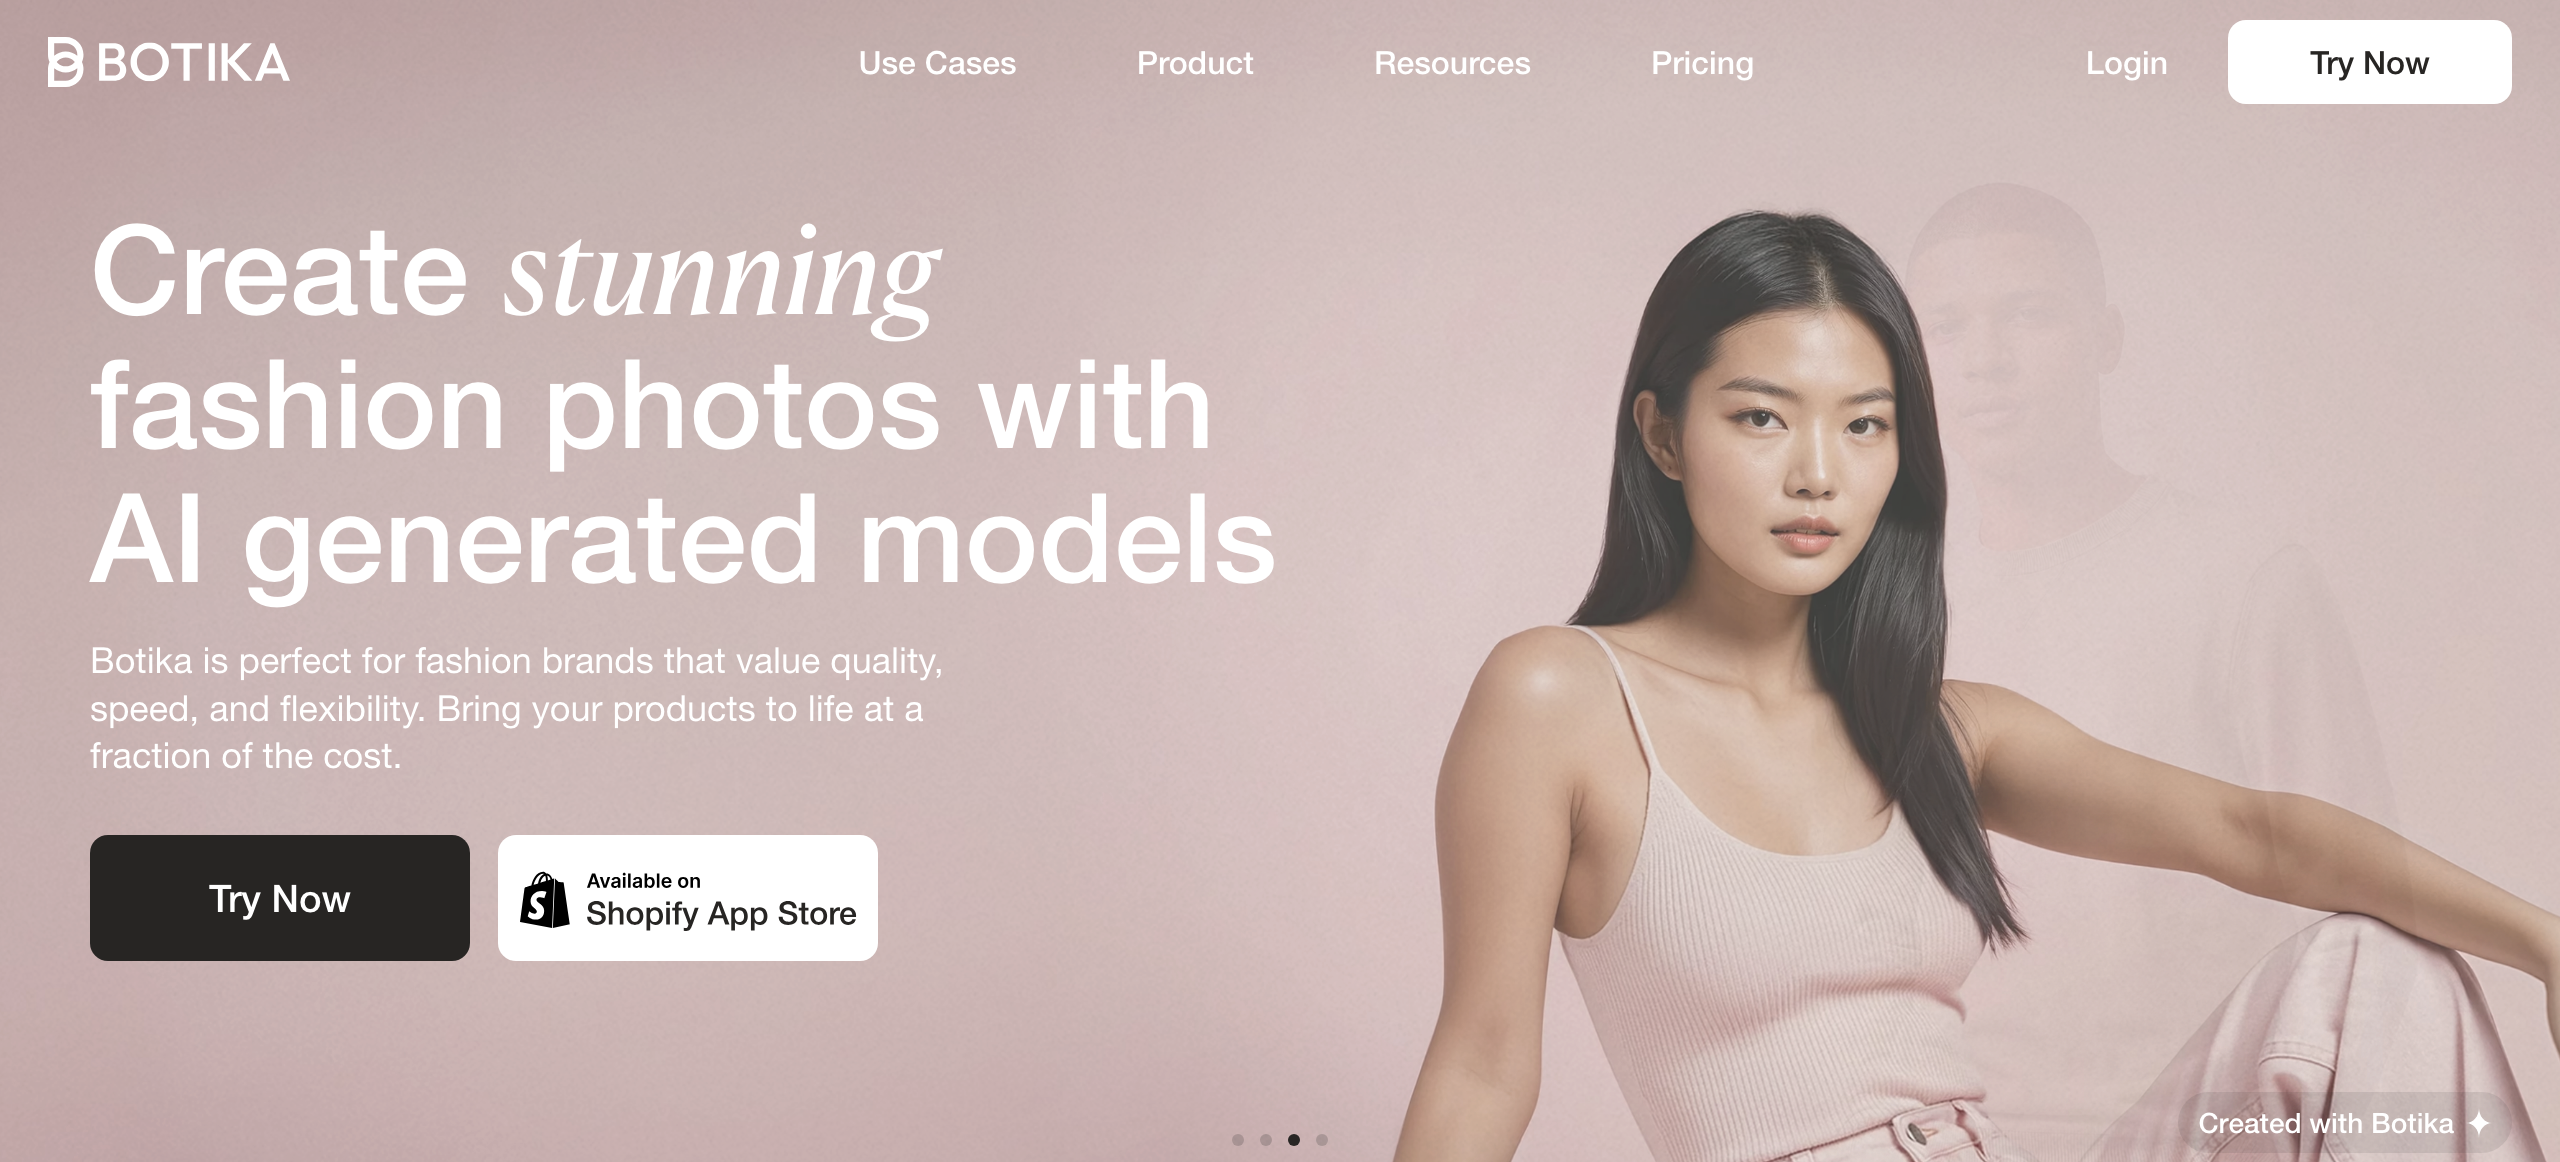 BOTIKA
Use Cases
Product
Resources
Pricing
Login
Try Now
Create stunning
fashion photos with
AI generated models
Botika is perfect for fashion brands that value quality,
speed, and flexibility. Bring your products to life at a
fraction of the cost.
Try Now
Available on
Shopify App Store
Created with Botika